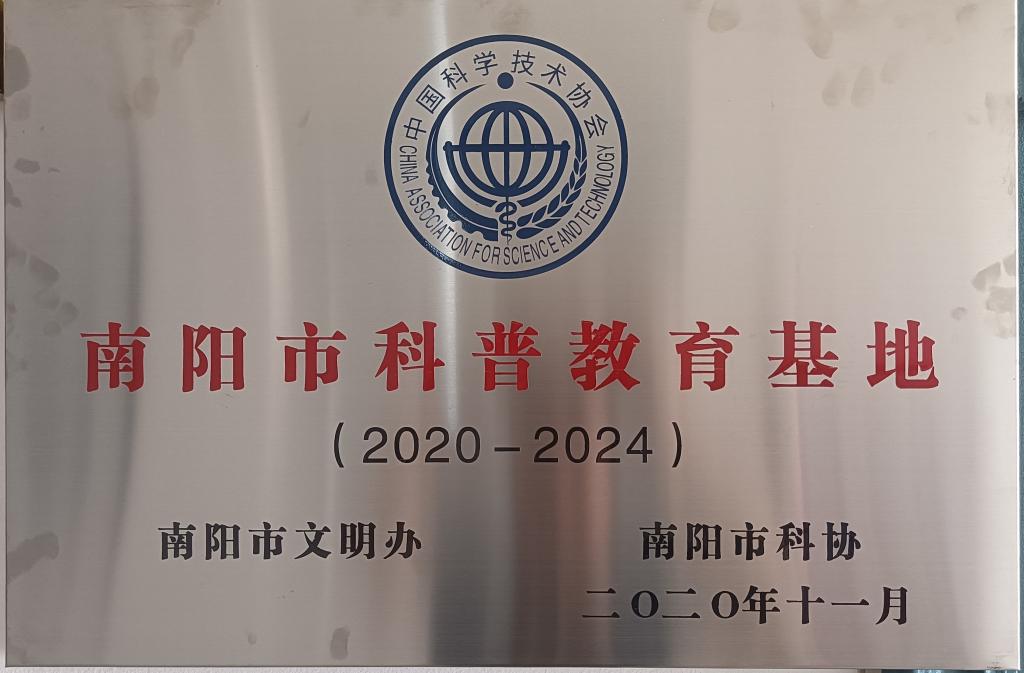 中国科学技术协会
CHINA ASSOCIATION FOR SCIENCE AND TECHNOLOGY
南阳市科普教育基地
（2020－2024）
南阳市文明办 南阳市科协
二〇二〇年十一月